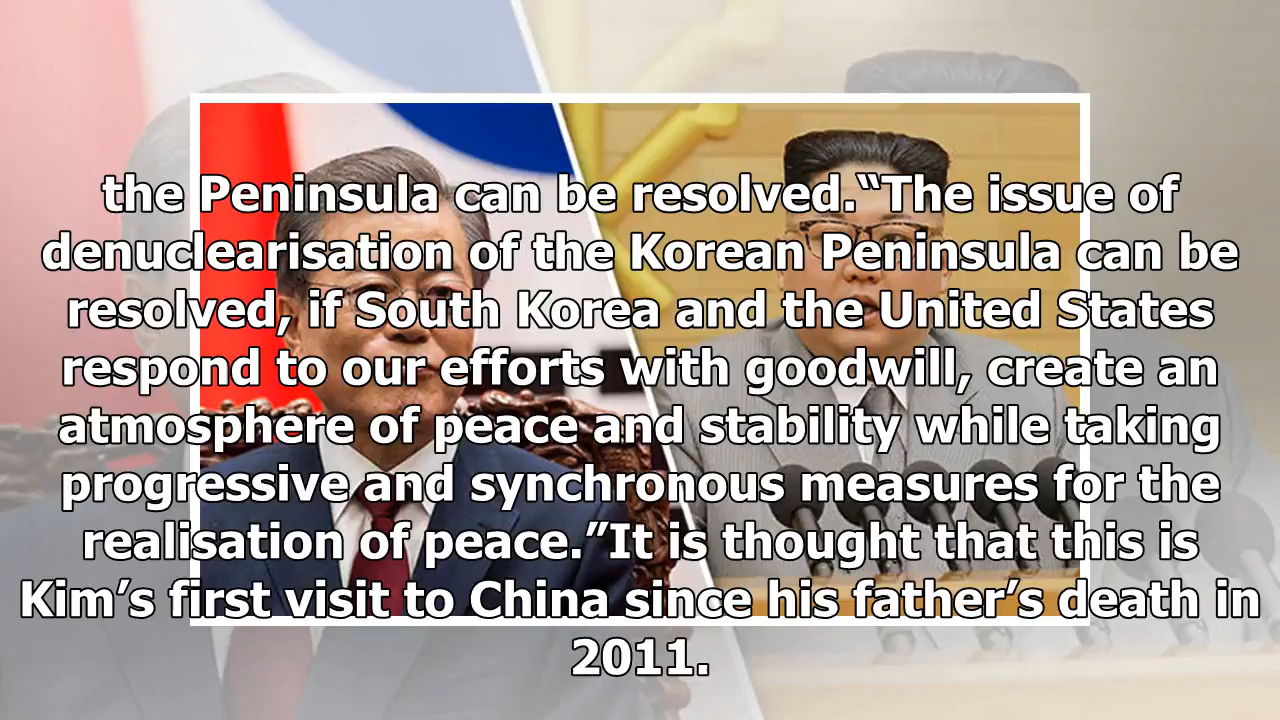 the Peninsula can be resolved.“The issue of
denuclearisation of the Korean Peninsula can be
resolved, if South Korea and the United States
respond to our efforts with goodwill, create an
atmosphere of peace and stability while taking
progressive and synchronous measures for the
realisation of peace.”It is thought that this is
Kim’s first visit to China since his father’s death in
2011.